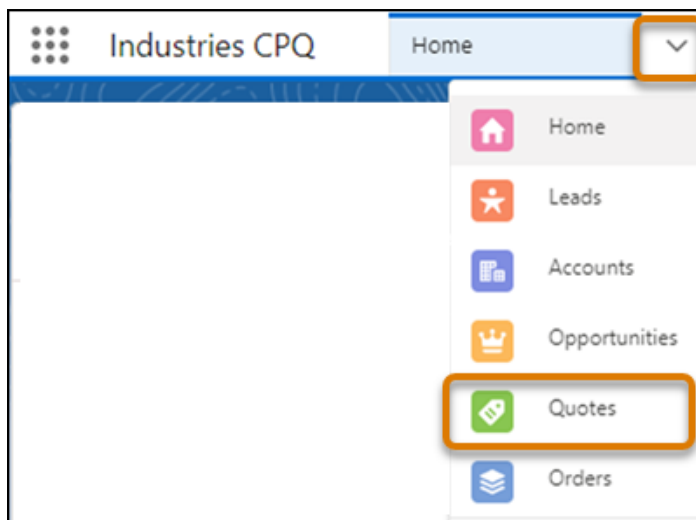 Industries CPQ
Home
Home
Leads
Accounts
Opportunities
Quotes
Orders